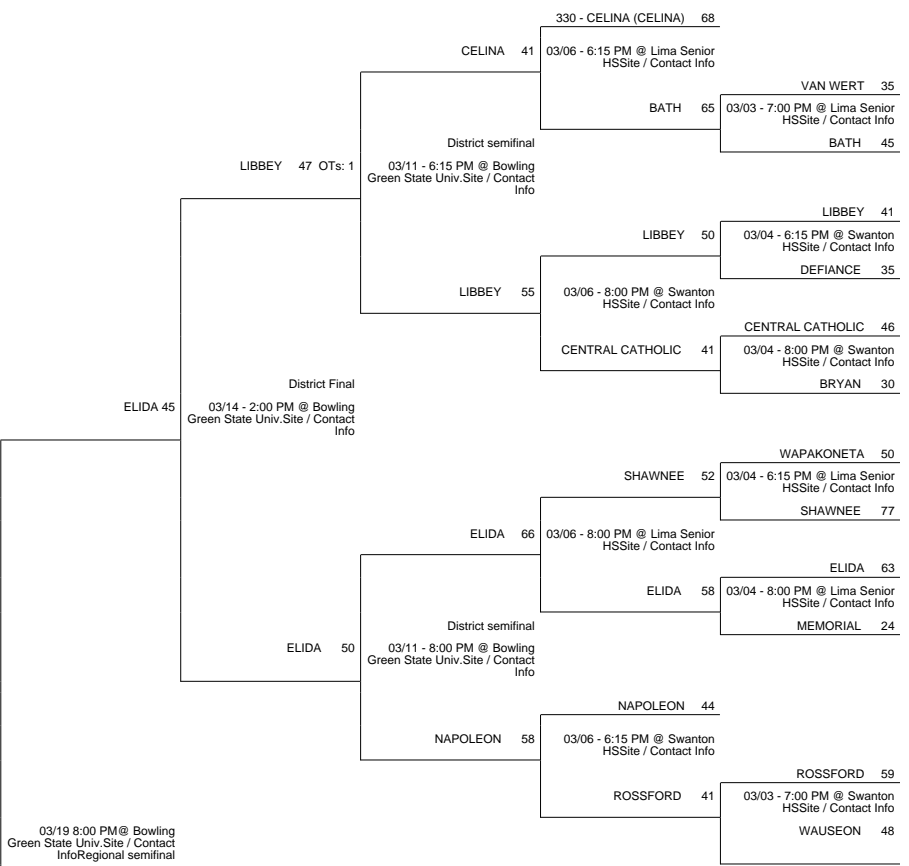 330 - CELINA (CELINA) 68
CELINA 41
03/06 - 6:15 PM @ Lima Senior
HSSite / Contact Info
VAN WERT 35
BATH 65
03/03 - 7:00 PM @ Lima Senior
HSSite / Contact Info
BATH 45
District semifinal
LIBBEY 47 OTs: 1
03/11 - 6:15 PM @ Bowling
Green State Univ.Site / Contact
Info
LIBBEY 41
LIBBEY 50
03/04 - 6:15 PM @ Swanton
HSSite / Contact Info
DEFIANCE 35
LIBBEY 55
03/06 - 8:00 PM @ Swanton
HSSite / Contact Info
CENTRAL CATHOLIC 46
CENTRAL CATHOLIC 41
03/04 - 8:00 PM @ Swanton
HSSite / Contact Info
BRYAN 30
District Final
ELIDA 45
03/14 - 2:00 PM @ Bowling
Green State Univ.Site / Contact
Info
WAPAKONETA 50
SHAWNEE 52
03/04 - 6:15 PM @ Lima Senior
HSSite / Contact Info
SHAWNEE 77
ELIDA 66
03/06 - 8:00 PM @ Lima Senior
HSSite / Contact Info
ELIDA 63
ELIDA 58
03/04 - 8:00 PM @ Lima Senior
HSSite / Contact Info
MEMORIAL 24
District semifinal
ELIDA 50
03/11 - 8:00 PM @ Bowling
Green State Univ.Site / Contact
Info
NAPOLEON 44
NAPOLEON 58
03/06 - 6:15 PM @ Swanton
HSSite / Contact Info
ROSSFORD 59
ROSSFORD 41
03/03 - 7:00 PM @ Swanton
HSSite / Contact Info
WAUSEON 48
03/19 8:00 PM@ Bowling
Green State Univ.Site / Contact
InfoRegional semifinal